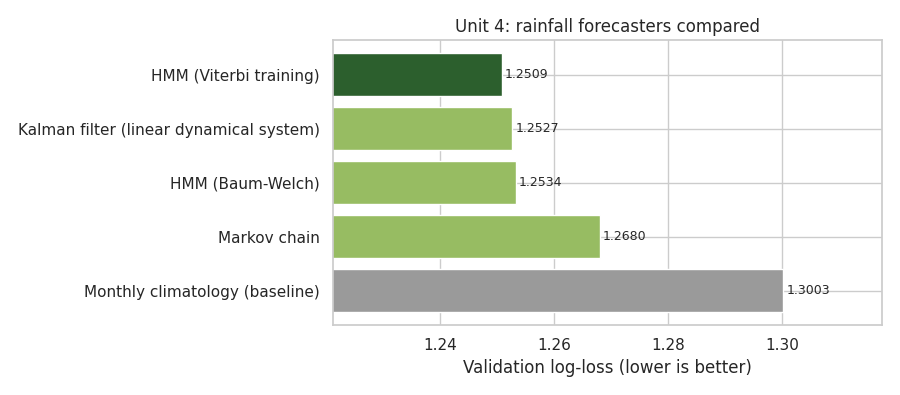 Unit 4: rainfall forecasters compared
HMM (Viterbi training)
1.2509
Kalman filter (linear dynamical system)
1.2527
HMM (Baum-Welch)
1.2534
Markov chain
1.2680
Monthly climatology (baseline)
1.3003
1.24
1.26
1.28
1.30
Validation log-loss (lower is better)